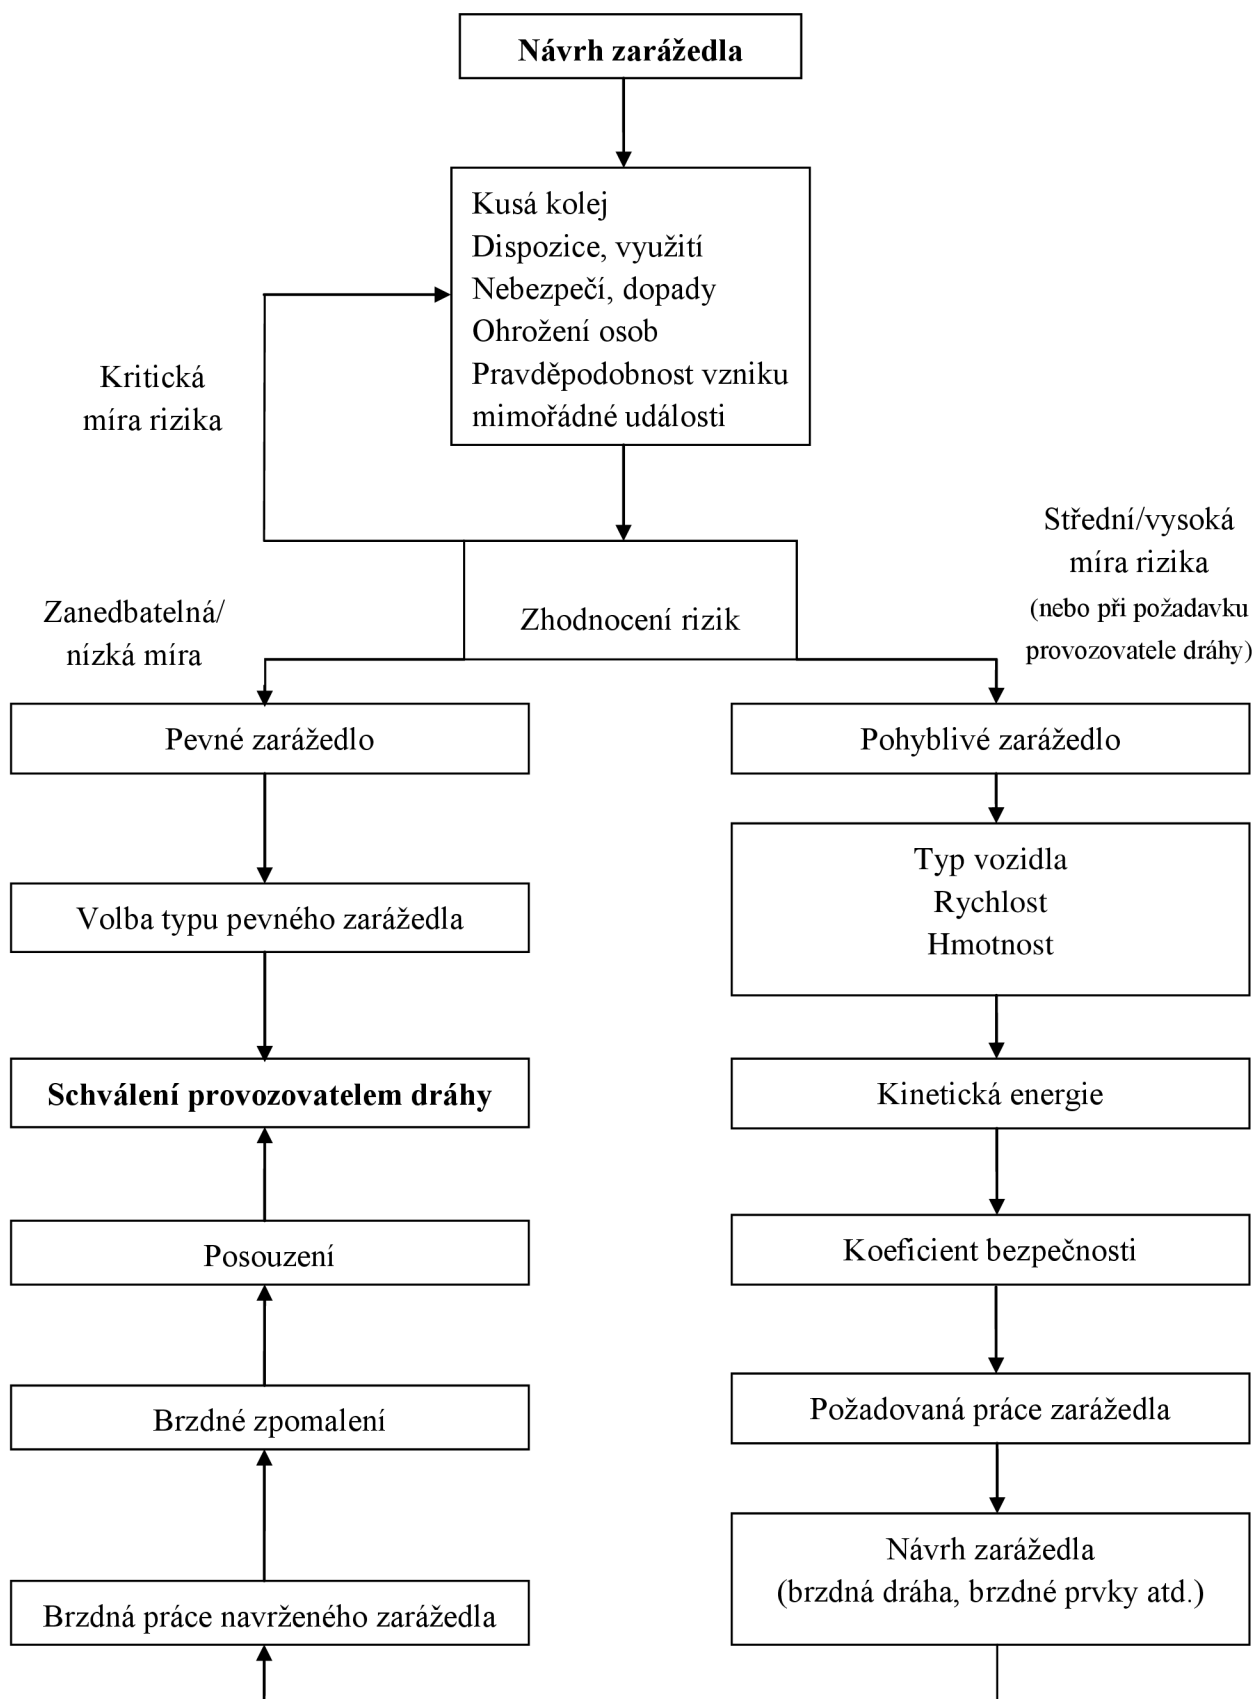 Návrh zarážedla
Kusá kolej
Dispozice, využití
Nebezpečí, dopady
Ohrožení osob
Pravděpodobnost vzniku
mimořádné události
Kritická
míra rizika
Střední/vysoká
míra rizika
(nebo při požadavku
provozovatele dráhy)
Zanedbatelná/
nízká míra
Zhodnocení rizik
Pevné zarážedlo
Volba typu pevného zarážedla
Schválení provozovatelem dráhy
Posouzení
Brzdné zpomalení
Brzdná práce navrženého zarážedla
Pohyblivé zarážedlo
Typ vozidla
Rychlost
Hmotnost
Kinetická energie
Koeficient bezpečnosti
Požadovaná práce zarážedla
Návrh zarážedla
(brzdná dráha, brzdné prvky atd.)